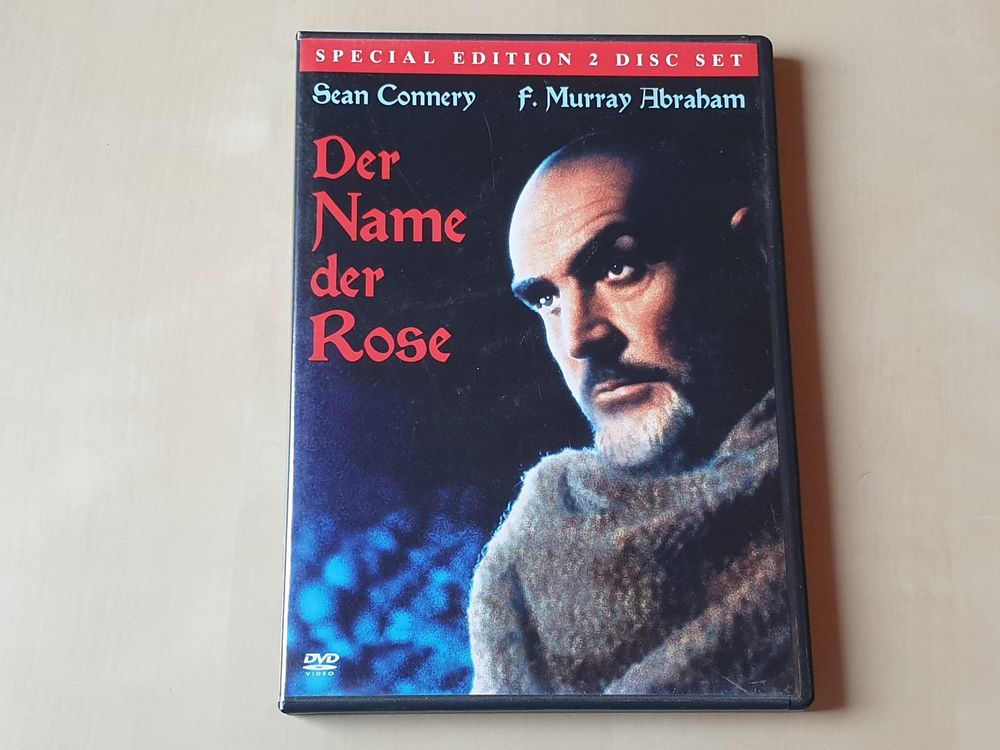 SPECIAL EDITION 2 DISC SET
Sean Connery F. Murray Abraham
Der
Name
der
Rose
DVD
VIDEO